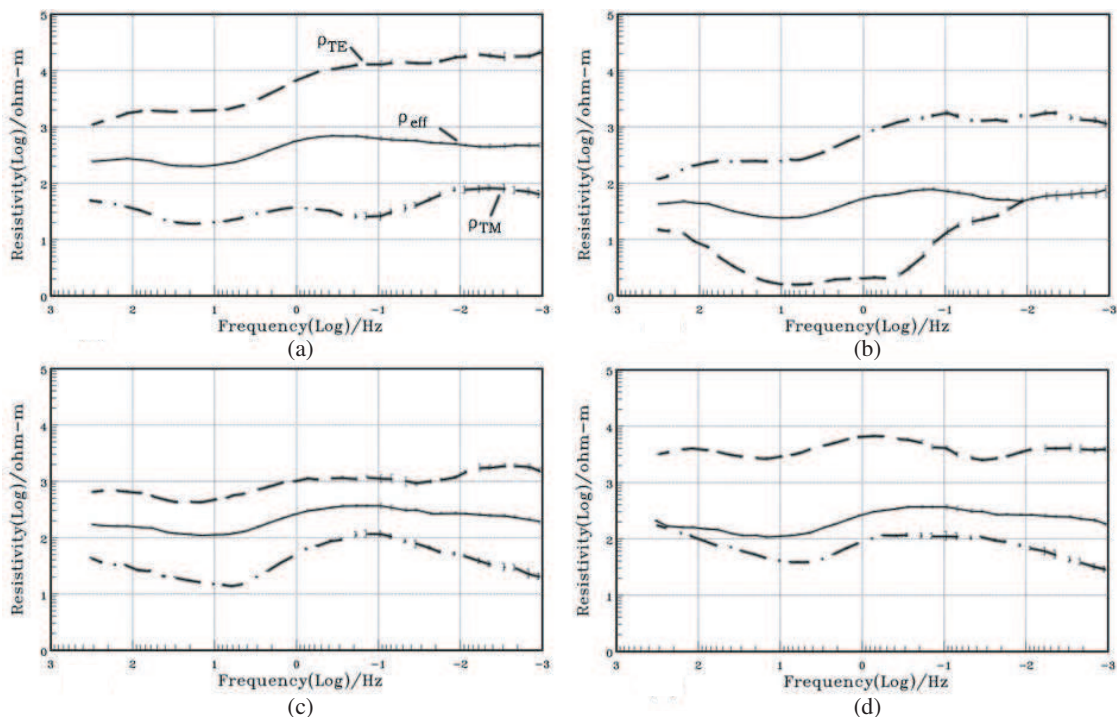 5
4
3
2
1
0
Resistivity(Log)/ohm-m
ρTE
ρeff
ρTM
3 2 1 0 -1 -2 -3
Frequency(Log)/Hz
(a)
5
4
3
2
1
0
Resistivity(Log)/ohm-m
3 2 1 0 -1 -2 -3
Frequency(Log)/Hz
(b)
5
4
3
2
1
0
Resistivity(Log)/ohm-m
3 2 1 0 -1 -2 -3
Frequency(Log)/Hz
(c)
5
4
3
2
1
0
Resistivity(Log)/ohm-m
3 2 1 0 -1 -2 -3
Frequency(Log)/Hz
(d)